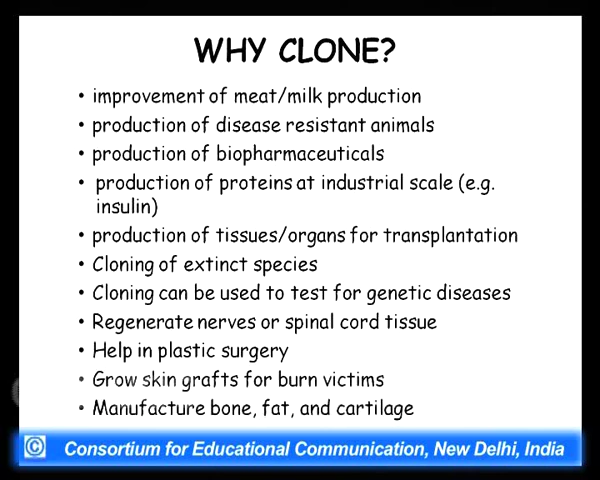 WHY CLONE?
• improvement of meat/milk production
• production of disease resistant animals
• production of biopharmaceuticals
• production of proteins at industrial scale (e.g.
insulin)
• production of tissues/organs for transplantation
• Cloning of extinct species
• Cloning can be used to test for genetic diseases
• Regenerate nerves or spinal cord tissue
• Help in plastic surgery
• Grow skin grafts for burn victims
• Manufacture bone, fat, and cartilage
© Consortium for Educational Communication, New Delhi, India